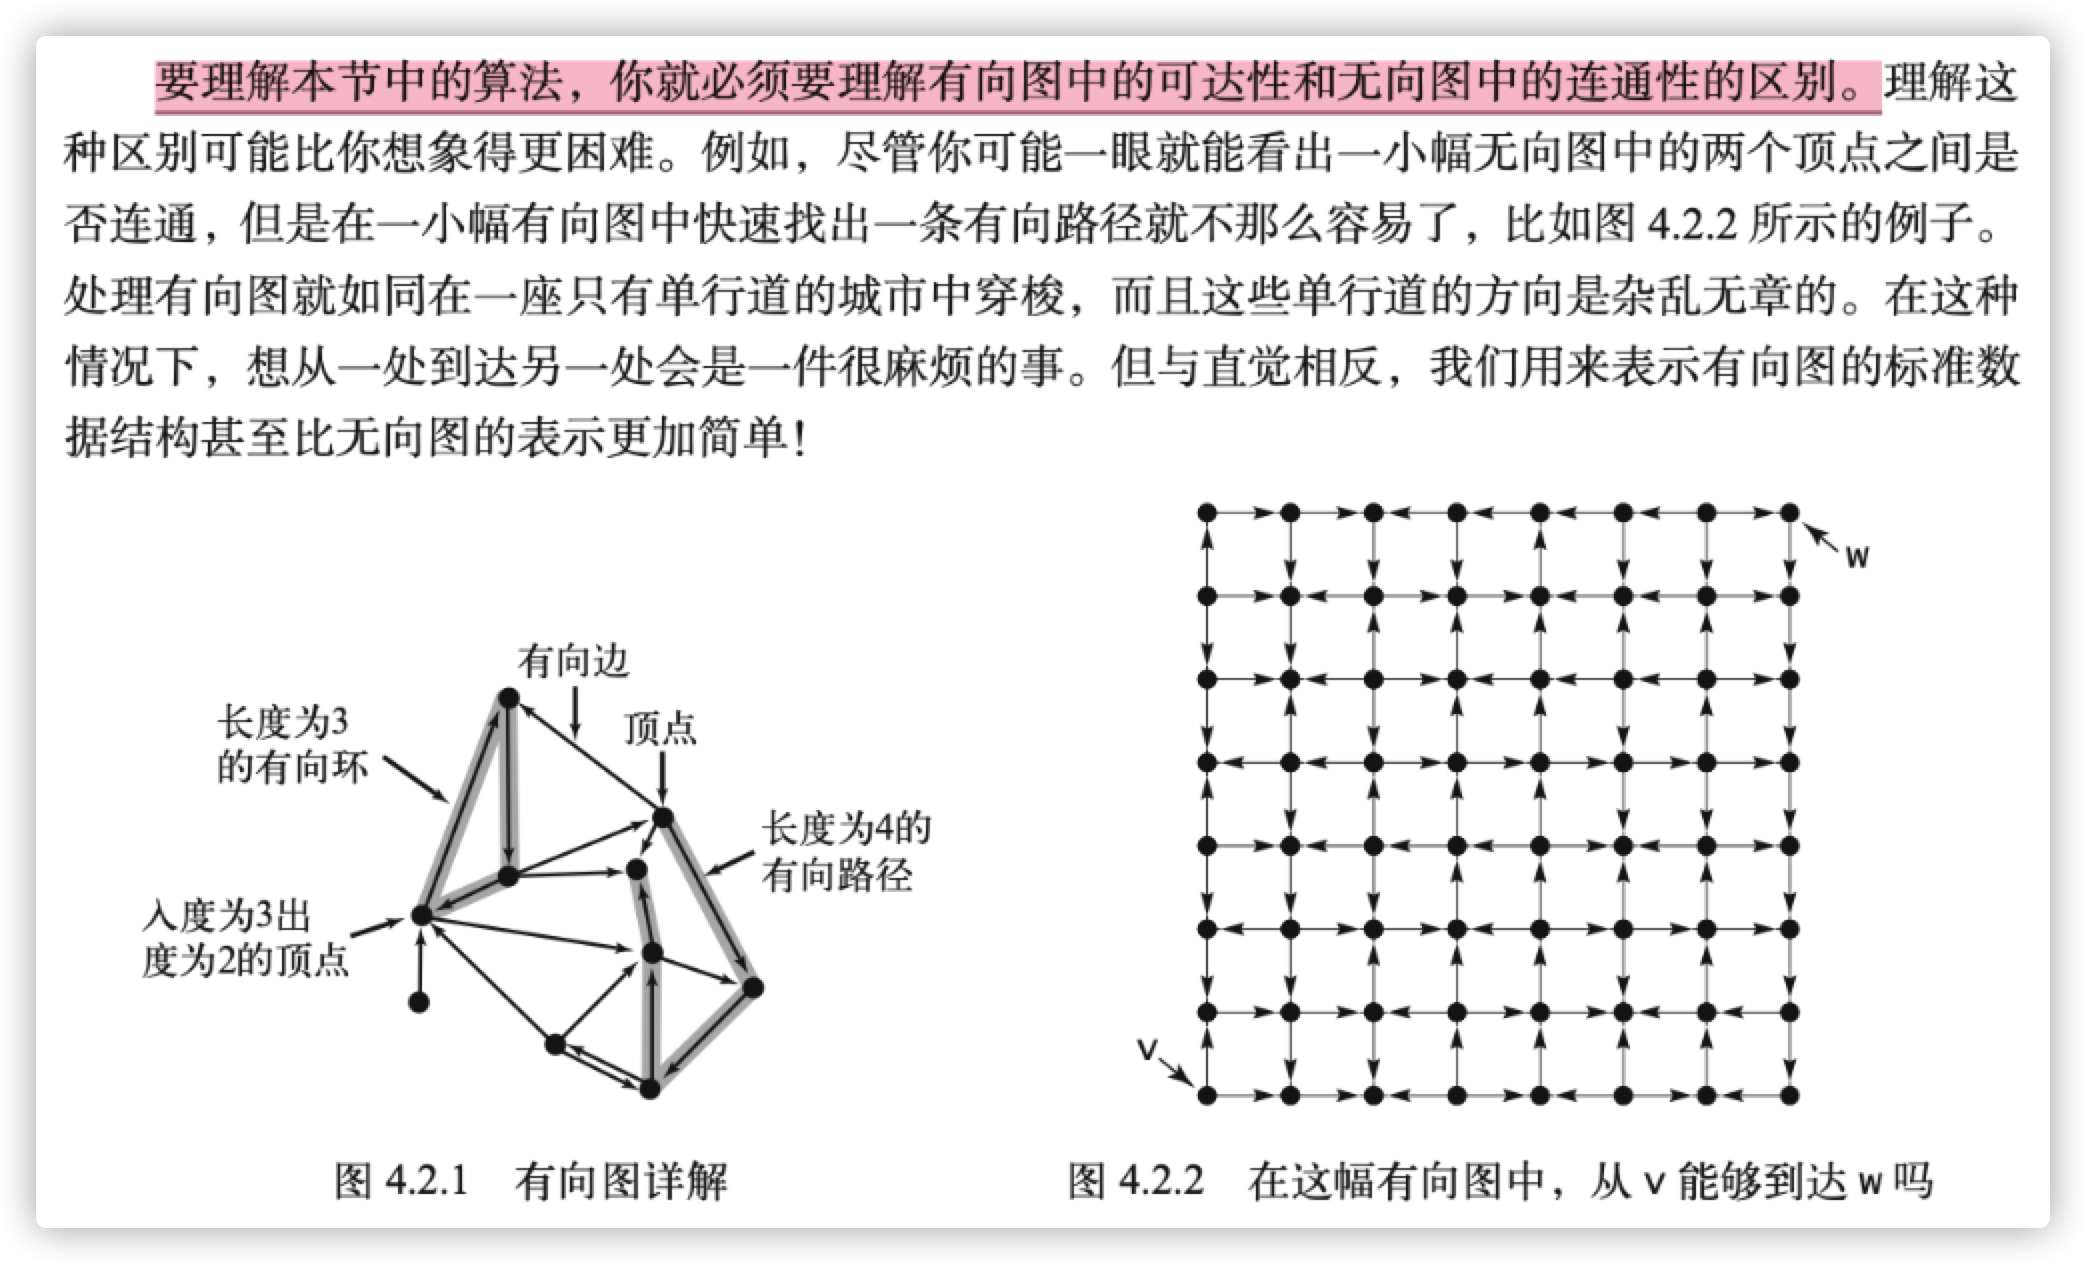 要理解本节中的算法，你就必须要理解有向图中的可达性和无向图中的连通性的区别。理解这
种区别可能比你想象得更困难。例如，尽管你可能一眼就能看出一小幅无向图中的两个顶点之间是
否连通，但是在一小幅有向图中快速找出一条有向路径就不那么容易了，比如图 4.2.2 所示的例子。
处理有向图就如同在一座只有单行道的城市中穿梭，而且这些单行道的方向是杂乱无章的。在这种
情况下，想从一处到达另一处会是一件很麻烦的事。但与直觉相反，我们用来表示有向图的标准数
据结构甚至比无向图的表示更加简单！
有向边
长度为3
的有向环
顶点
长度为4的
有向路径
入度为3出
度为2的顶点
图 4.2.1 有向图详解
w
v
图 4.2.2 在这幅有向图中，从 v 能够到达 w 吗